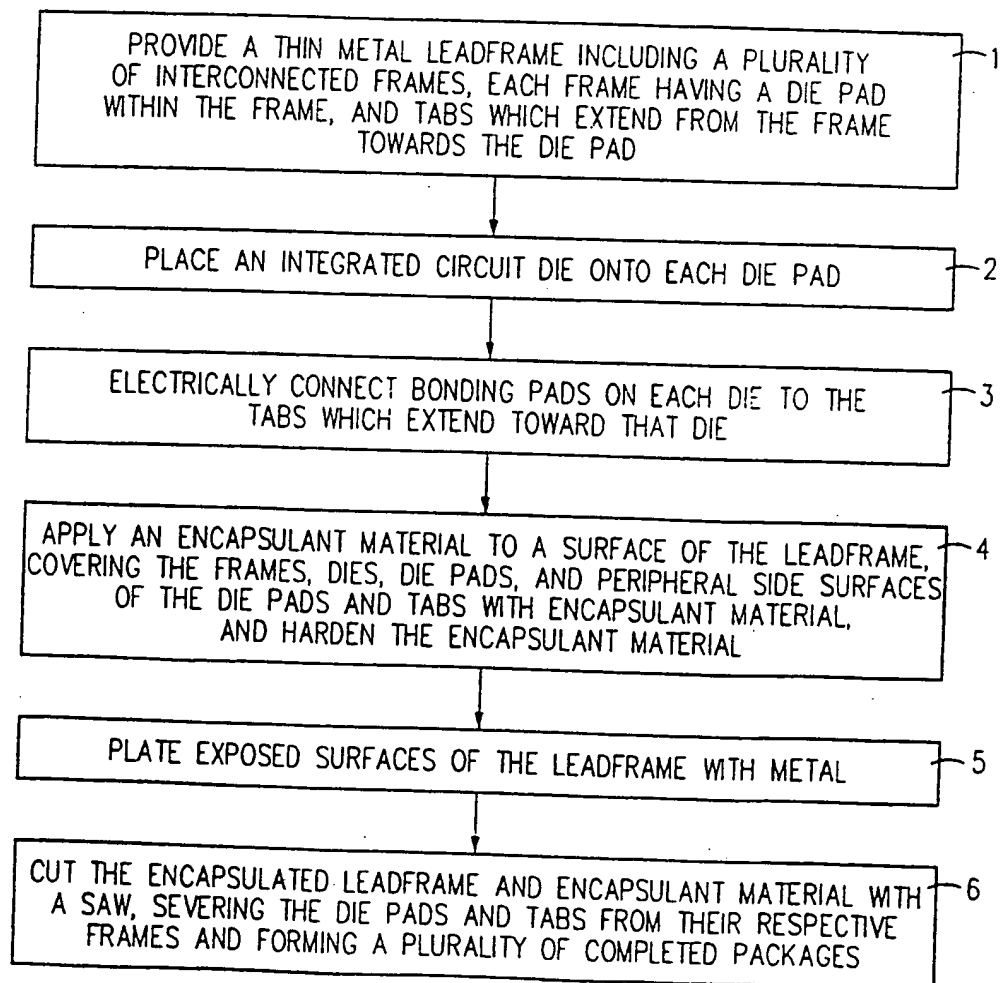 PROVIDE A THIN METAL LEADFRAME INCLUDING A PLURALITY
OF INTERCONNECTED FRAMES, EACH FRAME HAVING A DIE PAD
WITHIN THE FRAME, AND TABS WHICH EXTEND FROM THE FRAME
TOWARDS THE DIE PAD
1
PLACE AN INTEGRATED CIRCUIT DIE ONTO EACH DIE PAD
2
ELECTRICALLY CONNECT BONDING PADS ON EACH DIE TO THE
TABS WHICH EXTEND TOWARD THAT DIE
3
APPLY AN ENCAPSULANT MATERIAL TO A SURFACE OF THE LEADFRAME,
COVERING THE FRAMES, DIES, DIE PADS, AND PERIPHERAL SIDE SURFACES
OF THE DIE PADS AND TABS WITH ENCAPSULANT MATERIAL,
AND HARDEN THE ENCAPSULANT MATERIAL
4
PLATE EXPOSED SURFACES OF THE LEADFRAME WITH METAL
5
CUT THE ENCAPSULATED LEADFRAME AND ENCAPSULANT MATERIAL WITH
A SAW, SEVERING THE DIE PADS AND TABS FROM THEIR RESPECTIVE
FRAMES AND FORMING A PLURALITY OF COMPLETED PACKAGES
6